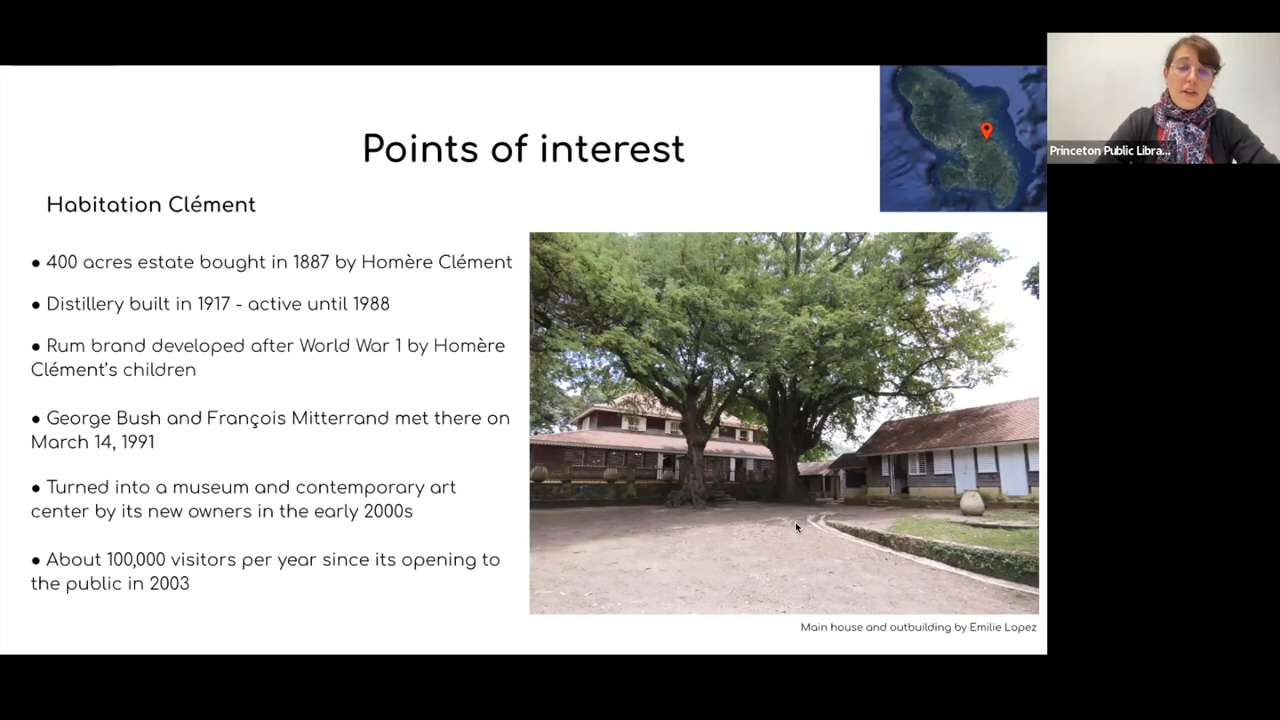 Points of interest
Habitation Clément
● 400 acres estate bought in 1887 by Homère Clément
● Distillery built in 1917 - active until 1988
● Rum brand developed after World War 1 by Homère
Clément's children
● George Bush and François Mitterrand met there on
March 14, 1991
● Turned into a museum and contemporary art
center by its new owners in the early 2000s
● About 100,000 visitors per year since its opening to
the public in 2003
Main house and outbuilding by Emilie Lopez
Princeton Public Libra...